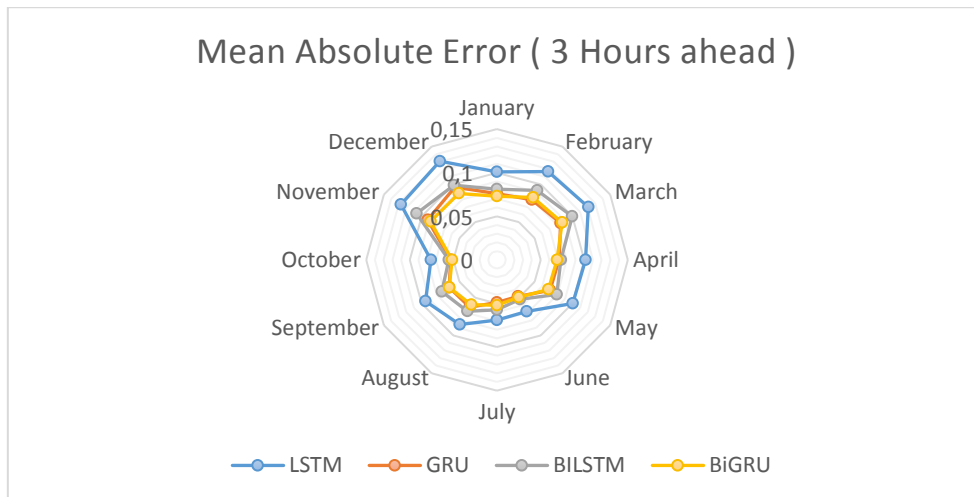 Mean Absolute Error ( 3 Hours ahead )
January
February
March
April
May
June
July
August
September
October
November
December
0,15
0,1
0,05
0
LSTM GRU BILSTM BiGRU